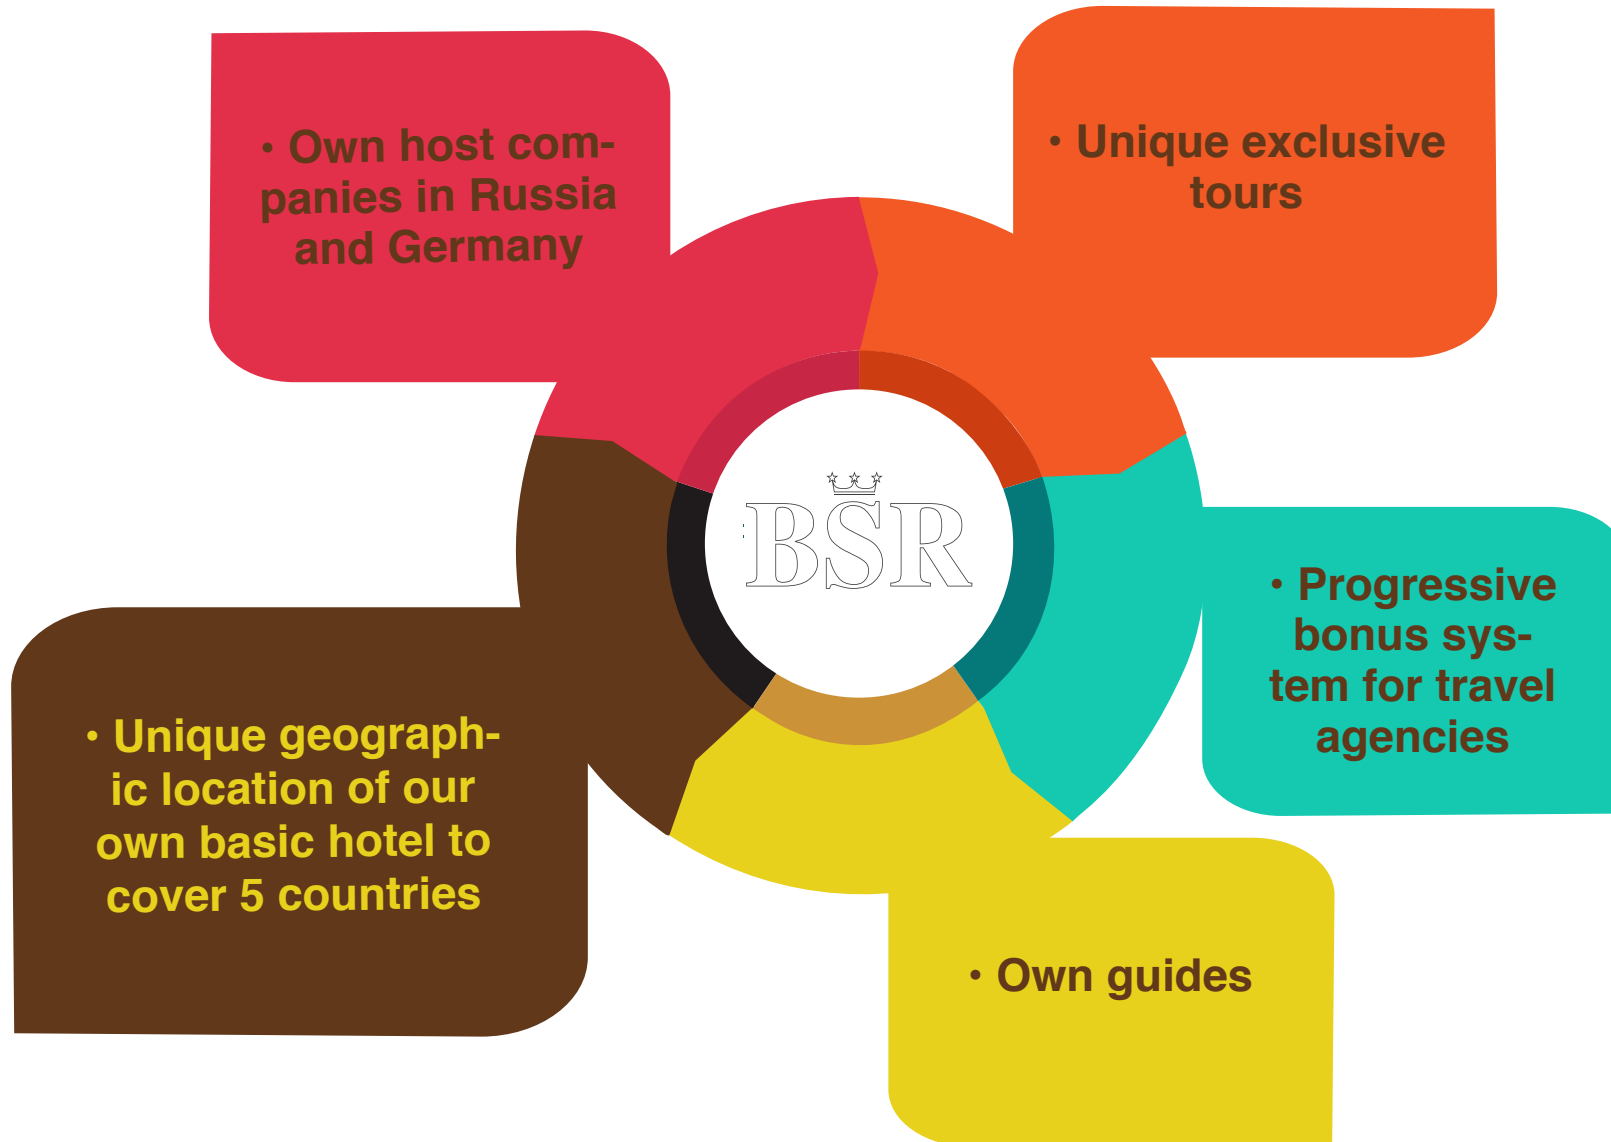 • Own host com-
panies in Russia
and Germany
• Unique exclusive
tours
BSR
• Progressive
bonus sys-
tem for travel
agencies
• Unique geograph-
ic location of our
own basic hotel to
cover 5 countries
• Own guides